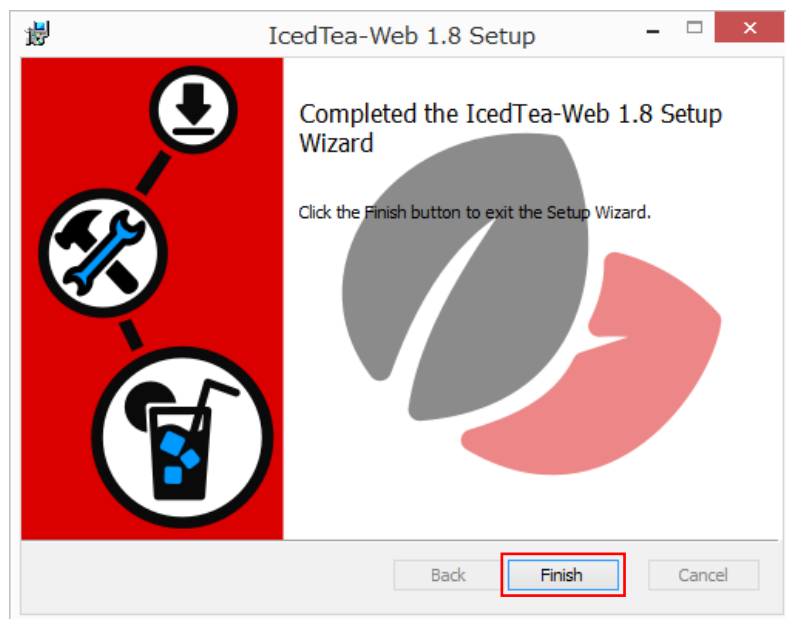 IcedTea-Web 1.8 Setup
Completed the IcedTea-Web 1.8 Setup
Wizard
Click the Finish button to exit the Setup Wizard.
Back Finish Cancel